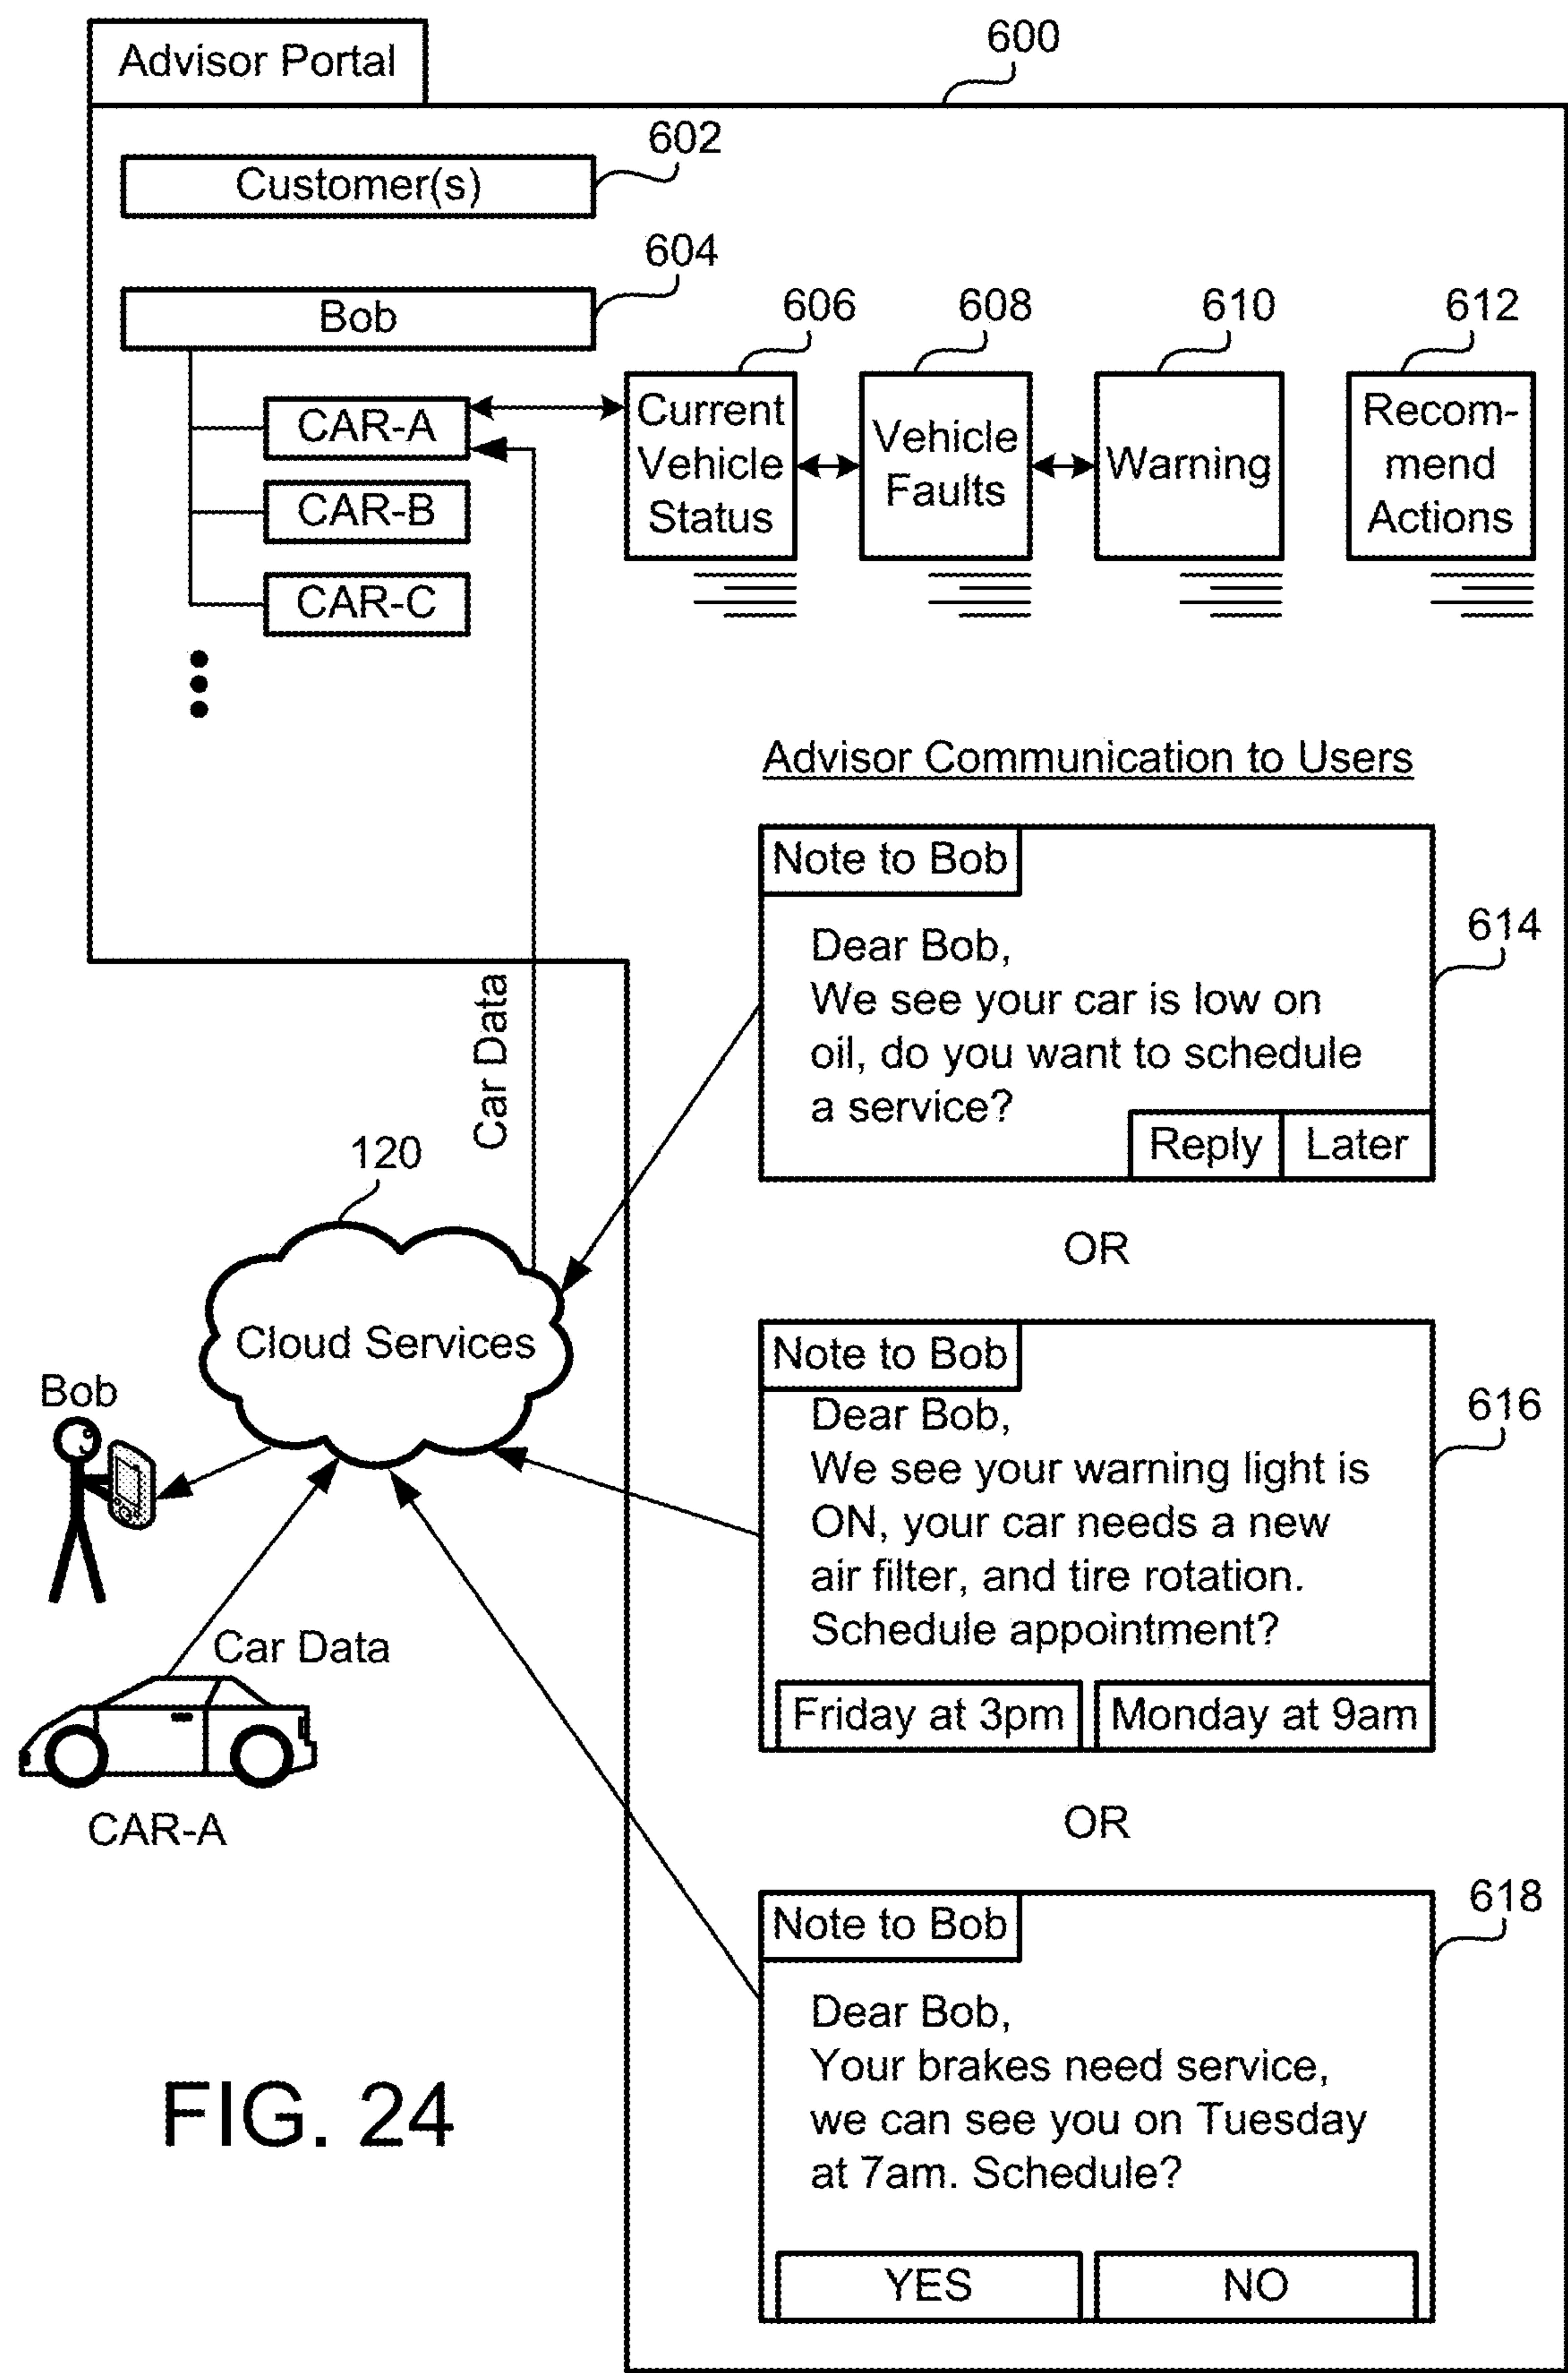 Advisor Portal
600
Customer(s)
602
Bob
604
CAR-A
CAR-B
CAR-C
606
Current
Vehicle
Status
608
Vehicle
Faults
610
Warning
612
Recom-
mend
Actions
Advisor Communication to Users
Note to Bob
614
Dear Bob,
We see your car is low on
oil, do you want to schedule
a service?
Reply
Later
OR
Note to Bob
616
Dear Bob,
We see your warning light is
ON, your car needs a new
air filter, and tire rotation.
Schedule appointment?
Friday at 3pm
Monday at 9am
OR
Note to Bob
618
Dear Bob,
Your brakes need service,
we can see you on Tuesday
at 7am. Schedule?
YES
NO
Car Data
120
Cloud Services
Bob
Car Data
CAR-A
FIG. 24